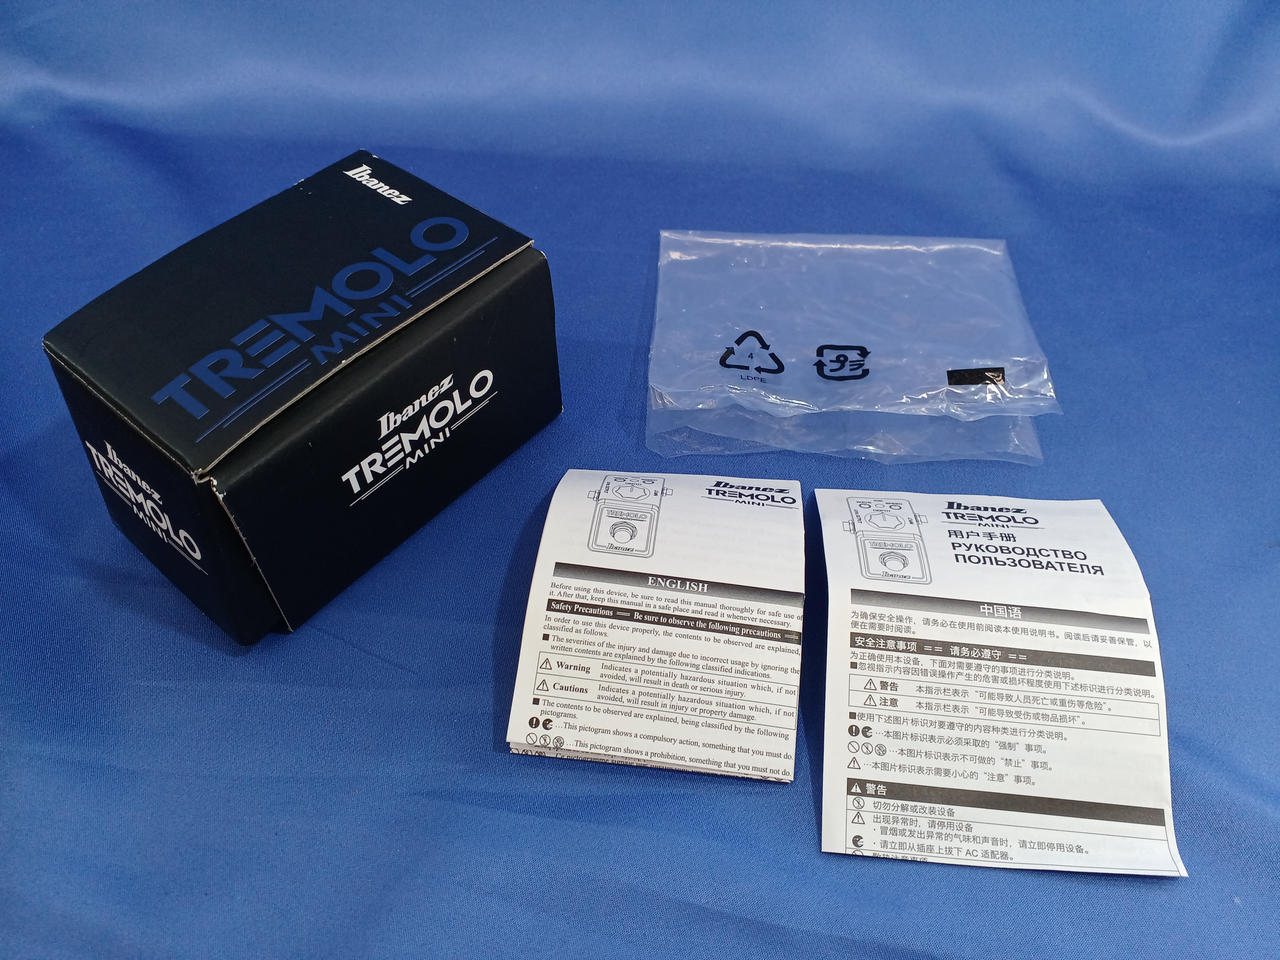 Ibanez
TREMOLO
MINI
Ibanez
TREMOLO
MINI
Ibanez
TREMOLO
MINI
4
LDPE
プラ
Ibanez
TREMOLO
MINI
TREMOLO
Ibanez
ENGLISH
Before using this device, be sure to read this manual thoroughly for safe use of
it. After that, keep this manual in a safe place and read it whenever necessary.
Safety Precautions == Be sure to observe the following precautions ==
In order to use this device properly, the contents to be observed are explained,
classified as follows.
■ The severities of the injury and damage due to incorrect usage by ignoring the
written contents are explained by the following classified indications.
Warning Indicates a potentially hazardous situation which, if not
avoided, will result in death or serious injury.
Cautions Indicates a potentially hazardous situation which, if not
avoided, will result in injury or property damage.
■ The contents to be observed are explained, being classified by the following
pictograms.
…This pictogram shows a compulsory action, something that you must do.
…This pictogram shows a prohibition, something that you must not do.
Ibanez
TREMOLO
MINI
用户手册
РУКОВОДСТВО
ПОЛЬЗОВАТЕЛЯ
TREMOLO
Ibanez
中国语
为确保安全操作，请务必在使用前阅读本使用说明书。阅读后请妥善保管，以
便在需要时阅读。
安全注意事项 == 请务必遵守 ==
为正确使用本设备，下面对需要遵守的事项进行分类说明。
■忽视指示内容因错误操作产生的危害或损坏程度使用下述标识进行分类说明。
警告 本指示栏表示“可能导致人员死亡或重伤等危险”。
注意 本指示栏表示“可能导致受伤或物品损坏”。
■使用下述图片标识对要遵守的内容种类进行分类说明。
…本图片标识表示必须采取的“强制”事项。
…本图片标识表示不可做的“禁止”事项。
…本图片标识表示需要小心的“注意”事项。
警告
切勿分解或改装设备
出现异常时，请停用设备
・冒烟或发出异常的气味和声音时，请立即停用设备。
・请立即从插座上拔下 AC 适配器。